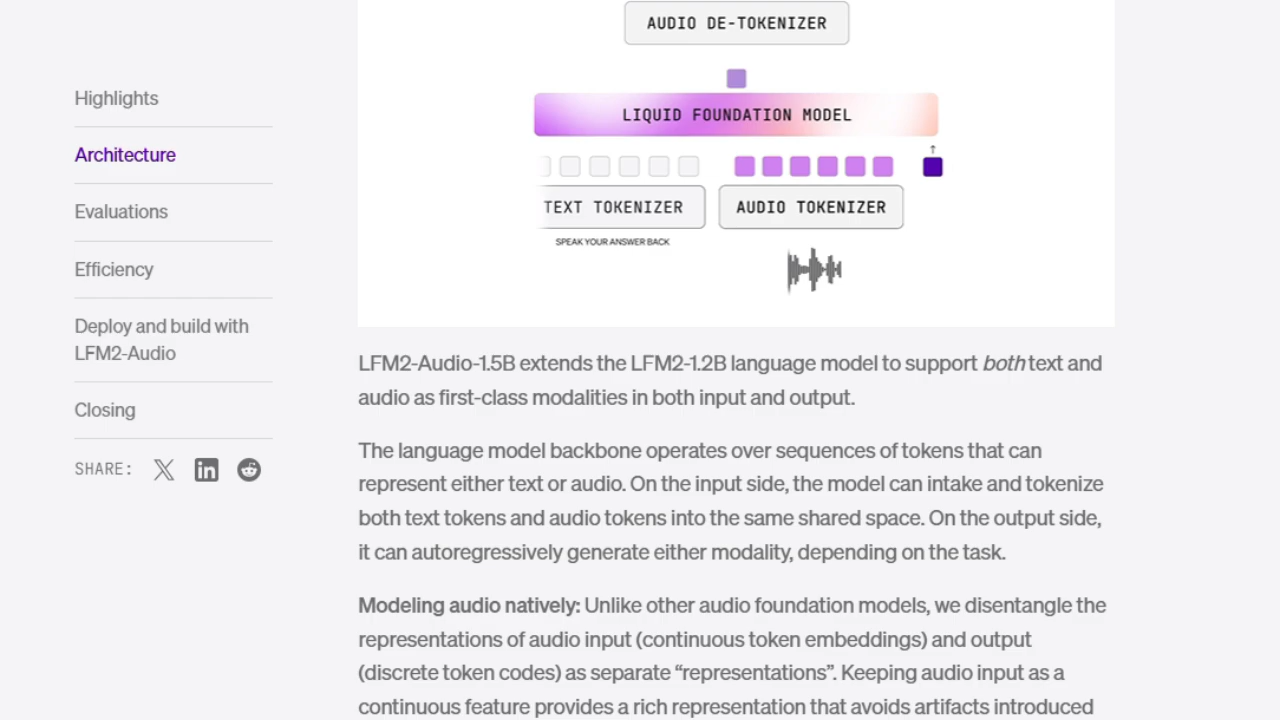 Highlights
Architecture
Evaluations
Efficiency
Deploy and build with
LFM2-Audio
Closing
SHARE:
AUDIO DE-TOKENIZER
LIQUID FOUNDATION MODEL
TEXT TOKENIZER
AUDIO TOKENIZER
SPEAK YOUR ANSWER BACK
LFM2-Audio-1.5B extends the LFM2-1.2B language model to support both text and
audio as first-class modalities in both input and output.
The language model backbone operates over sequences of tokens that can
represent either text or audio. On the input side, the model can intake and tokenize
both text tokens and audio tokens into the same shared space. On the output side,
it can autoregressively generate either modality, depending on the task.
Modeling audio natively: Unlike other audio foundation models, we disentangle the
representations of audio input (continuous token embeddings) and output
(discrete token codes) as separate “representations”. Keeping audio input as a
continuous feature provides a rich representation that avoids artifacts introduced